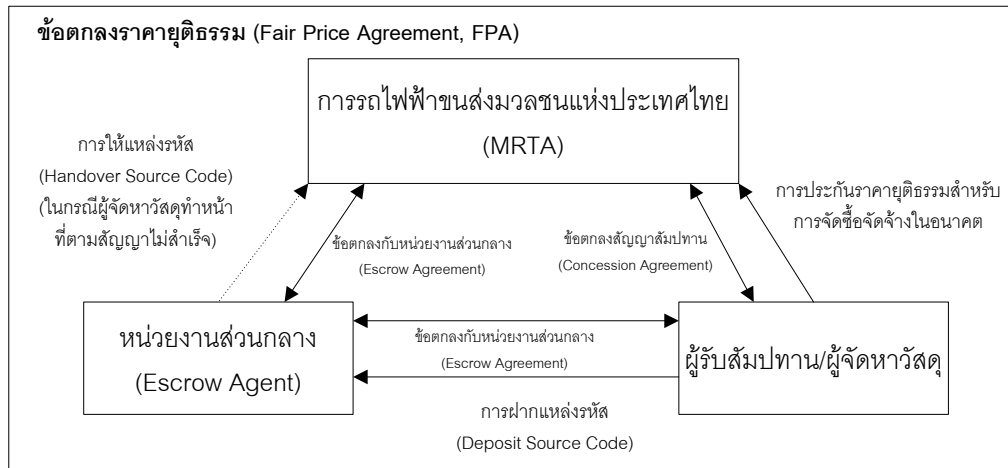 ข้อตกลงราคายุติธรรม (Fair Price Agreement, FPA)
การรถไฟฟ้าขนส่งมวลชนแห่งประเทศไทย
(MRTA)
การให้แหล่งรหัส
(Handover Source Code)
(ในกรณีผู้จัดหาวัสดุทำหน้า
ที่ตามสัญญาไม่สำเร็จ)
การประกันราคายุติธรรมสำหรับ
การจัดซื้อจัดจ้างในอนาคต
ข้อตกลงกับหน่วยงานส่วนกลาง
(Escrow Agreement)
ข้อตกลงสัญญาสัมปทาน
(Concession Agreement)
หน่วยงานส่วนกลาง
(Escrow Agent)
ข้อตกลงกับหน่วยงานส่วนกลาง
(Escrow Agreement)
ผู้รับสัมปทาน/ผู้จัดหาวัสดุ
การฝากแหล่งรหัส
(Deposit Source Code)